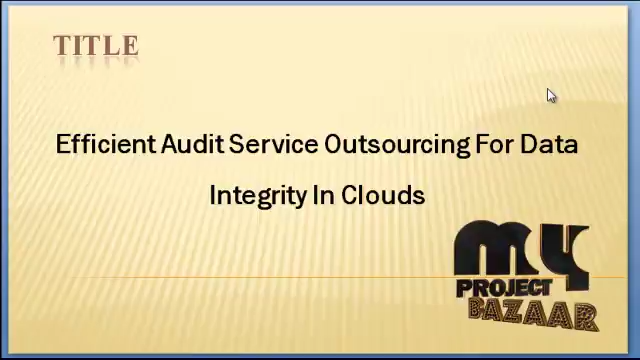 TITLE
Efficient Audit Service Outsourcing For Data
Integrity In Clouds
my
PROJECT
BAZAAR